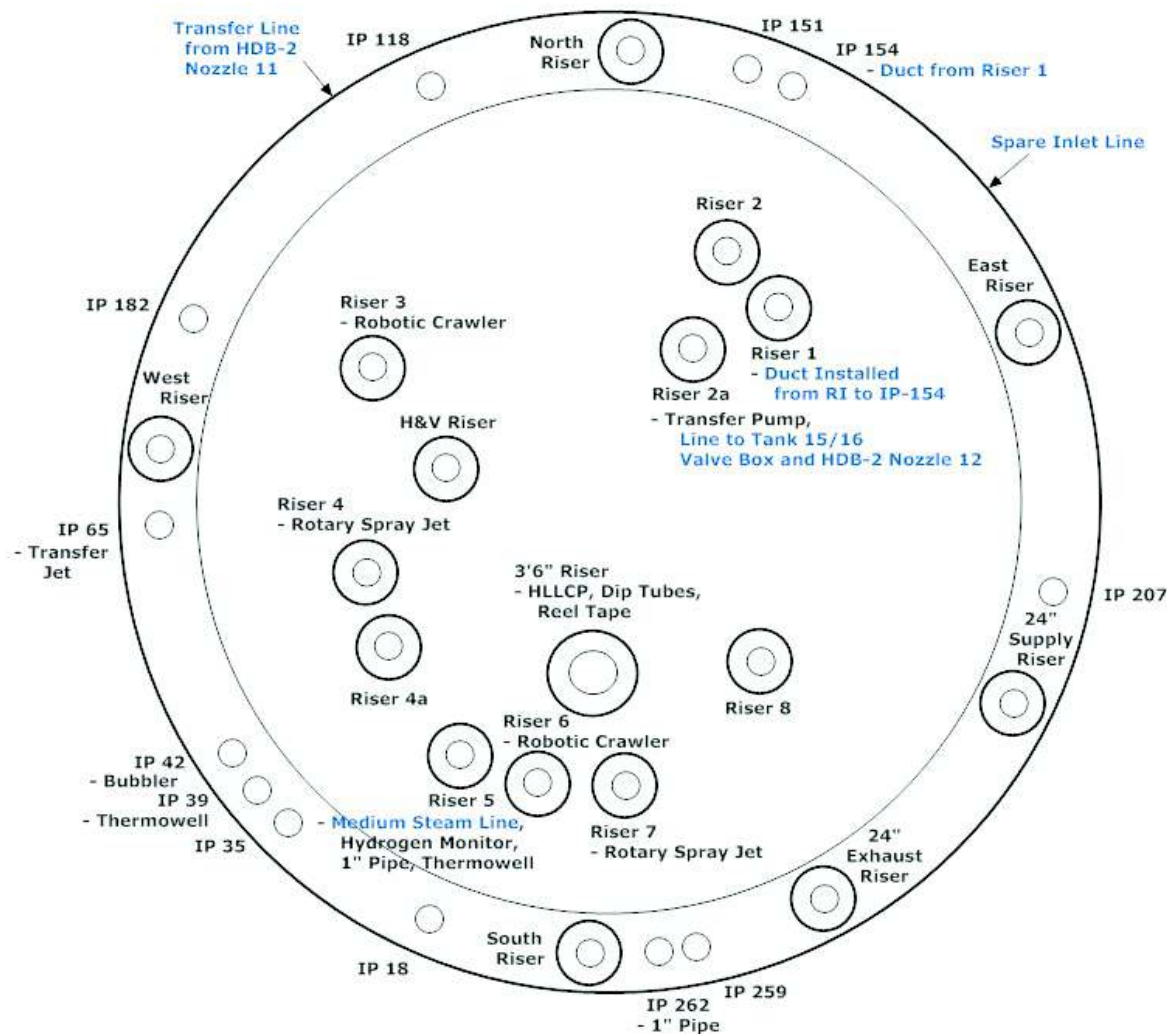 Transfer Line
from HDB-2
Nozzle 11
IP 118
North
Riser
IP 151
IP 154
- Duct from Riser 1
Spare Inlet Line
Riser 2
East
Riser
IP 182
Riser 3
- Robotic Crawler
Riser 1
- Duct Installed
from RI to IP-154
Riser 2a
- Transfer Pump,
Line to Tank 15/16
Valve Box and HDB-2 Nozzle 12
West
Riser
H&V Riser
Riser 4
- Rotary Spray Jet
IP 65
- Transfer
Jet
3'6" Riser
- HLLCP, Dip Tubes,
Reel Tape
IP 207
24"
Supply
Riser
Riser 4a
Riser 8
Riser 6
- Robotic Crawler
IP 42
- Bubbler
IP 39
- Thermowell
IP 35
Riser 5
- Medium Steam Line,
Hydrogen Monitor,
1" Pipe, Thermowell
Riser 7
- Rotary Spray Jet
24"
Exhaust
Riser
South
Riser
IP 18
IP 259
IP 262
- 1" Pipe